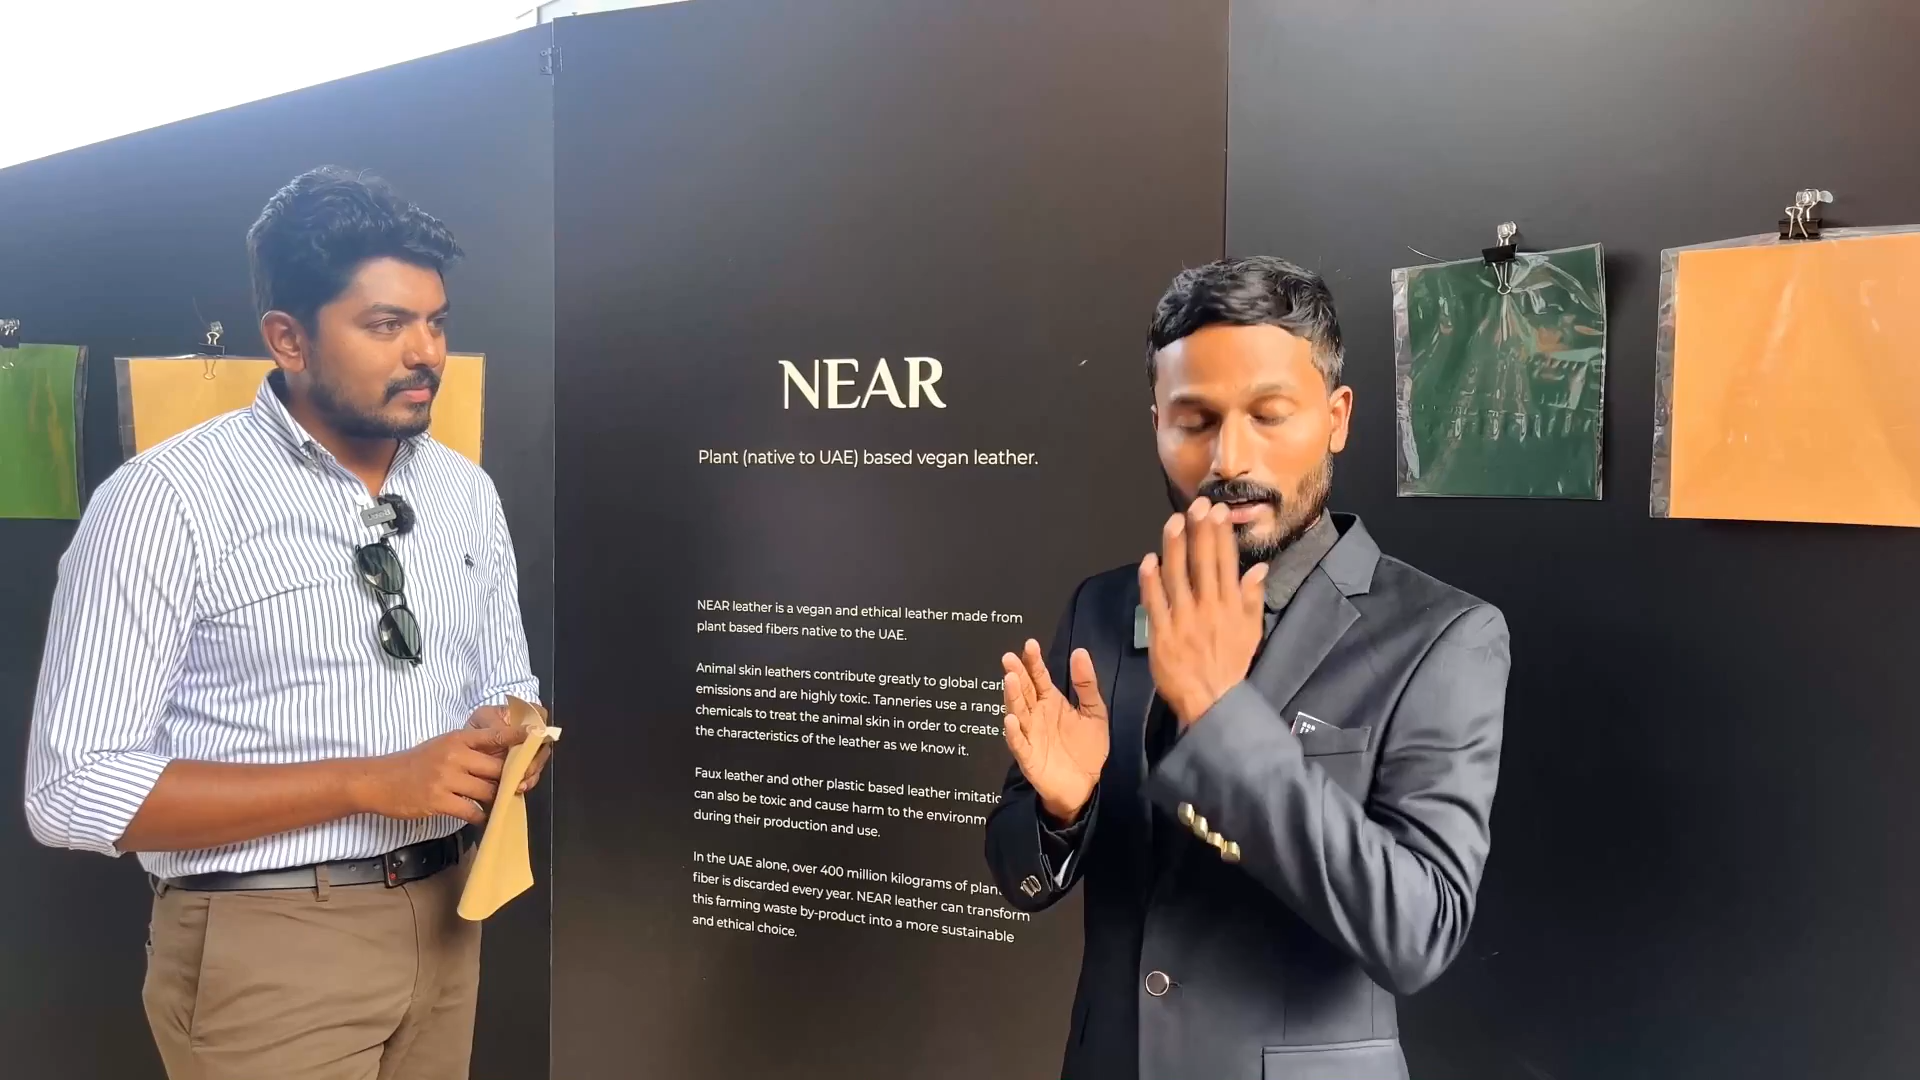 NEAR
Plant (native to UAE) based vegan leather.
NEAR leather is a vegan and ethical leather made from
plant based fibers native to the UAE.
Animal skin leathers contribute greatly to global
emissions and are highly toxic. Tanneries use a range
chemicals to treat the animal skin in order to create
the characteristics of the leather as we know it.
Faux leather and other plastic based leather
can also be toxic and cause harm to the
during their production and use.
In the UAE alone, over 400 million kilograms of
fiber is discarded every year. NEAR leather can transform
this farming waste by-product into a more sustainable
and ethical choice.